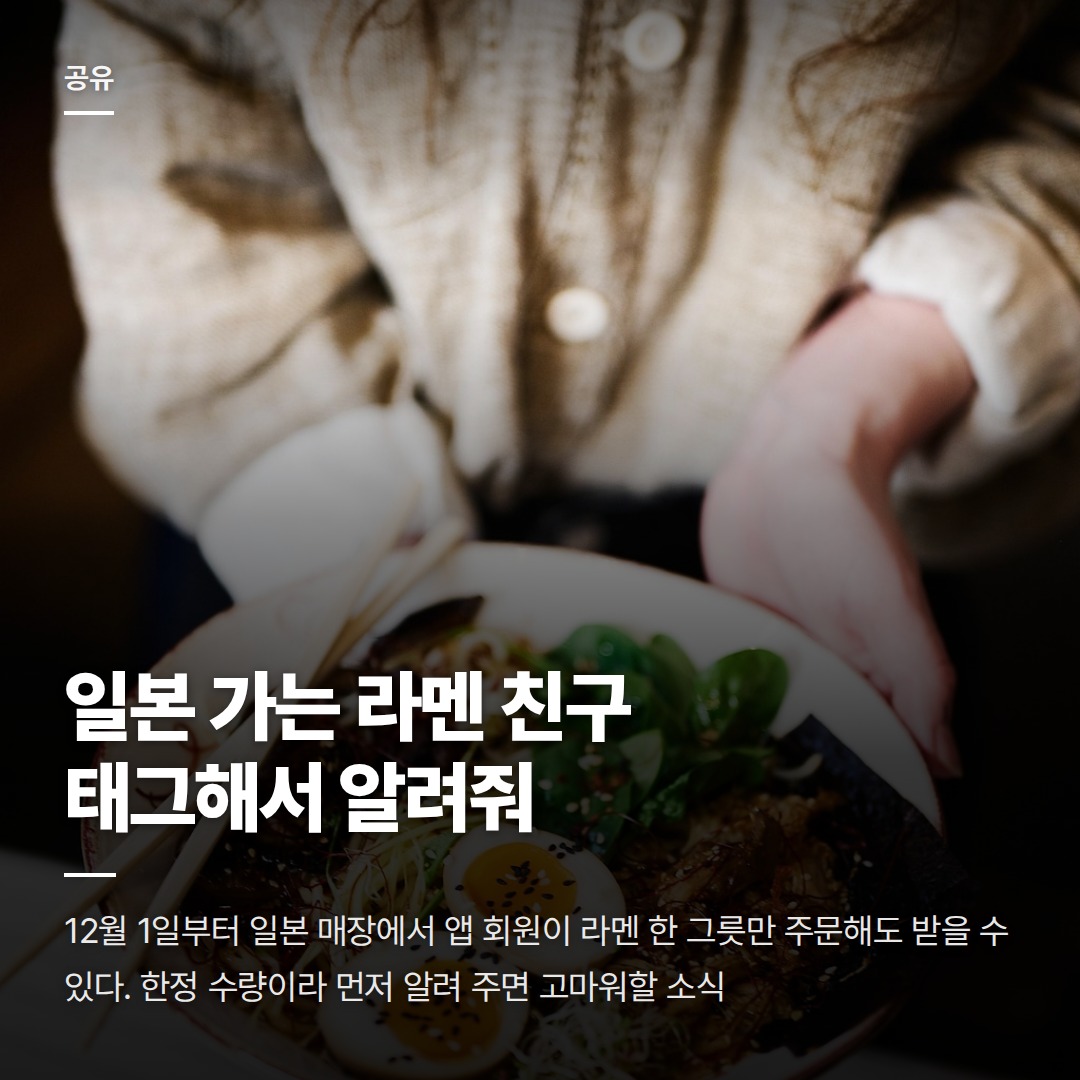 공유
일본 가는 라멘 친구
태그해서 알려줘
12월 1일부터 일본 매장에서 앱 회원이 라멘 한 그릇만 주문해도 받을 수
있다. 한정 수량이라 먼저 알려 주면 고마워할 소식